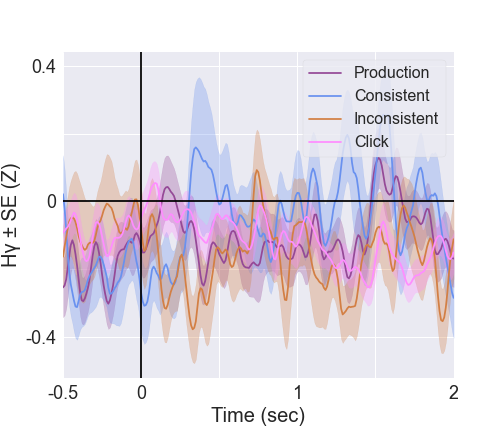 Production
Consistent
Inconsistent
Click
Hγ ± SE (Z)
0.4
0
-0.4
-0.5
0
1
2
Time (sec)